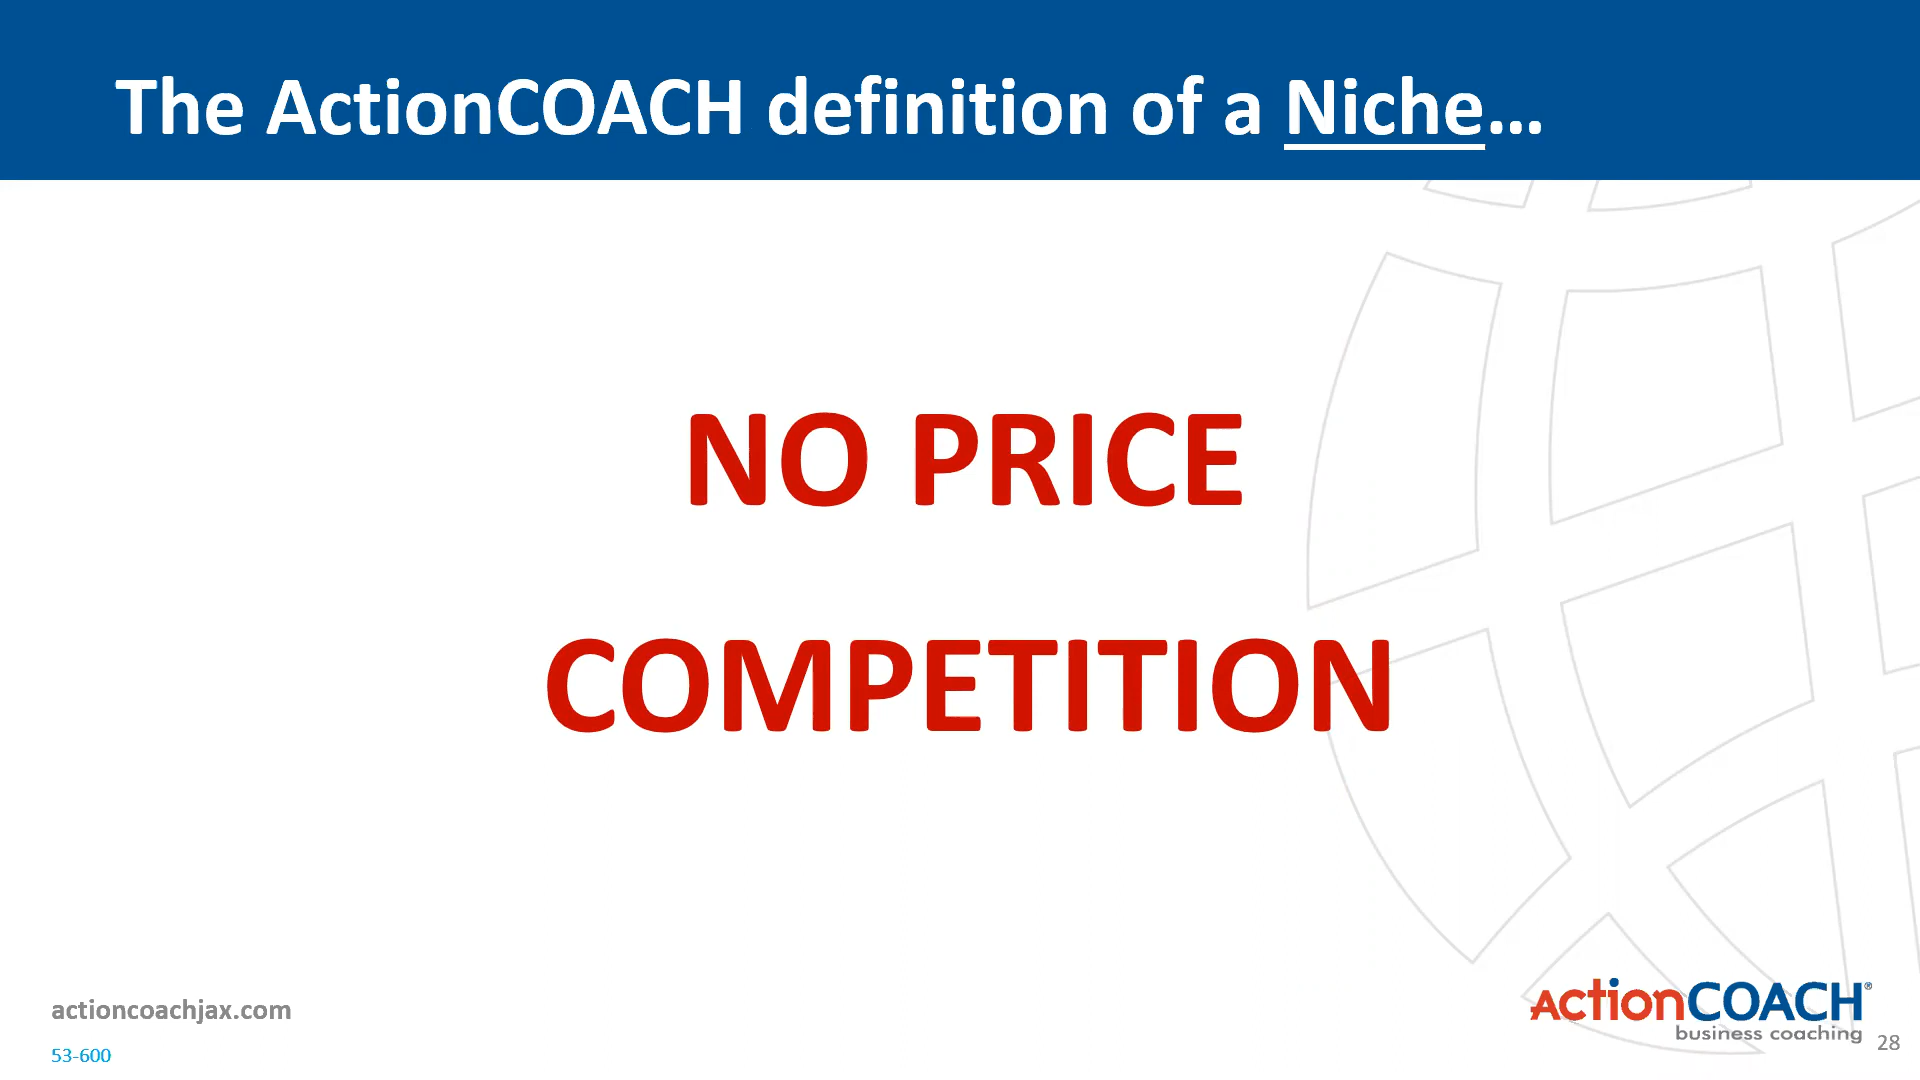 The ActionCOACH definition of a Niche...
NO PRICE
COMPETITION
actioncoachjax.com
53-600
ActionCOACH®
business coaching
28